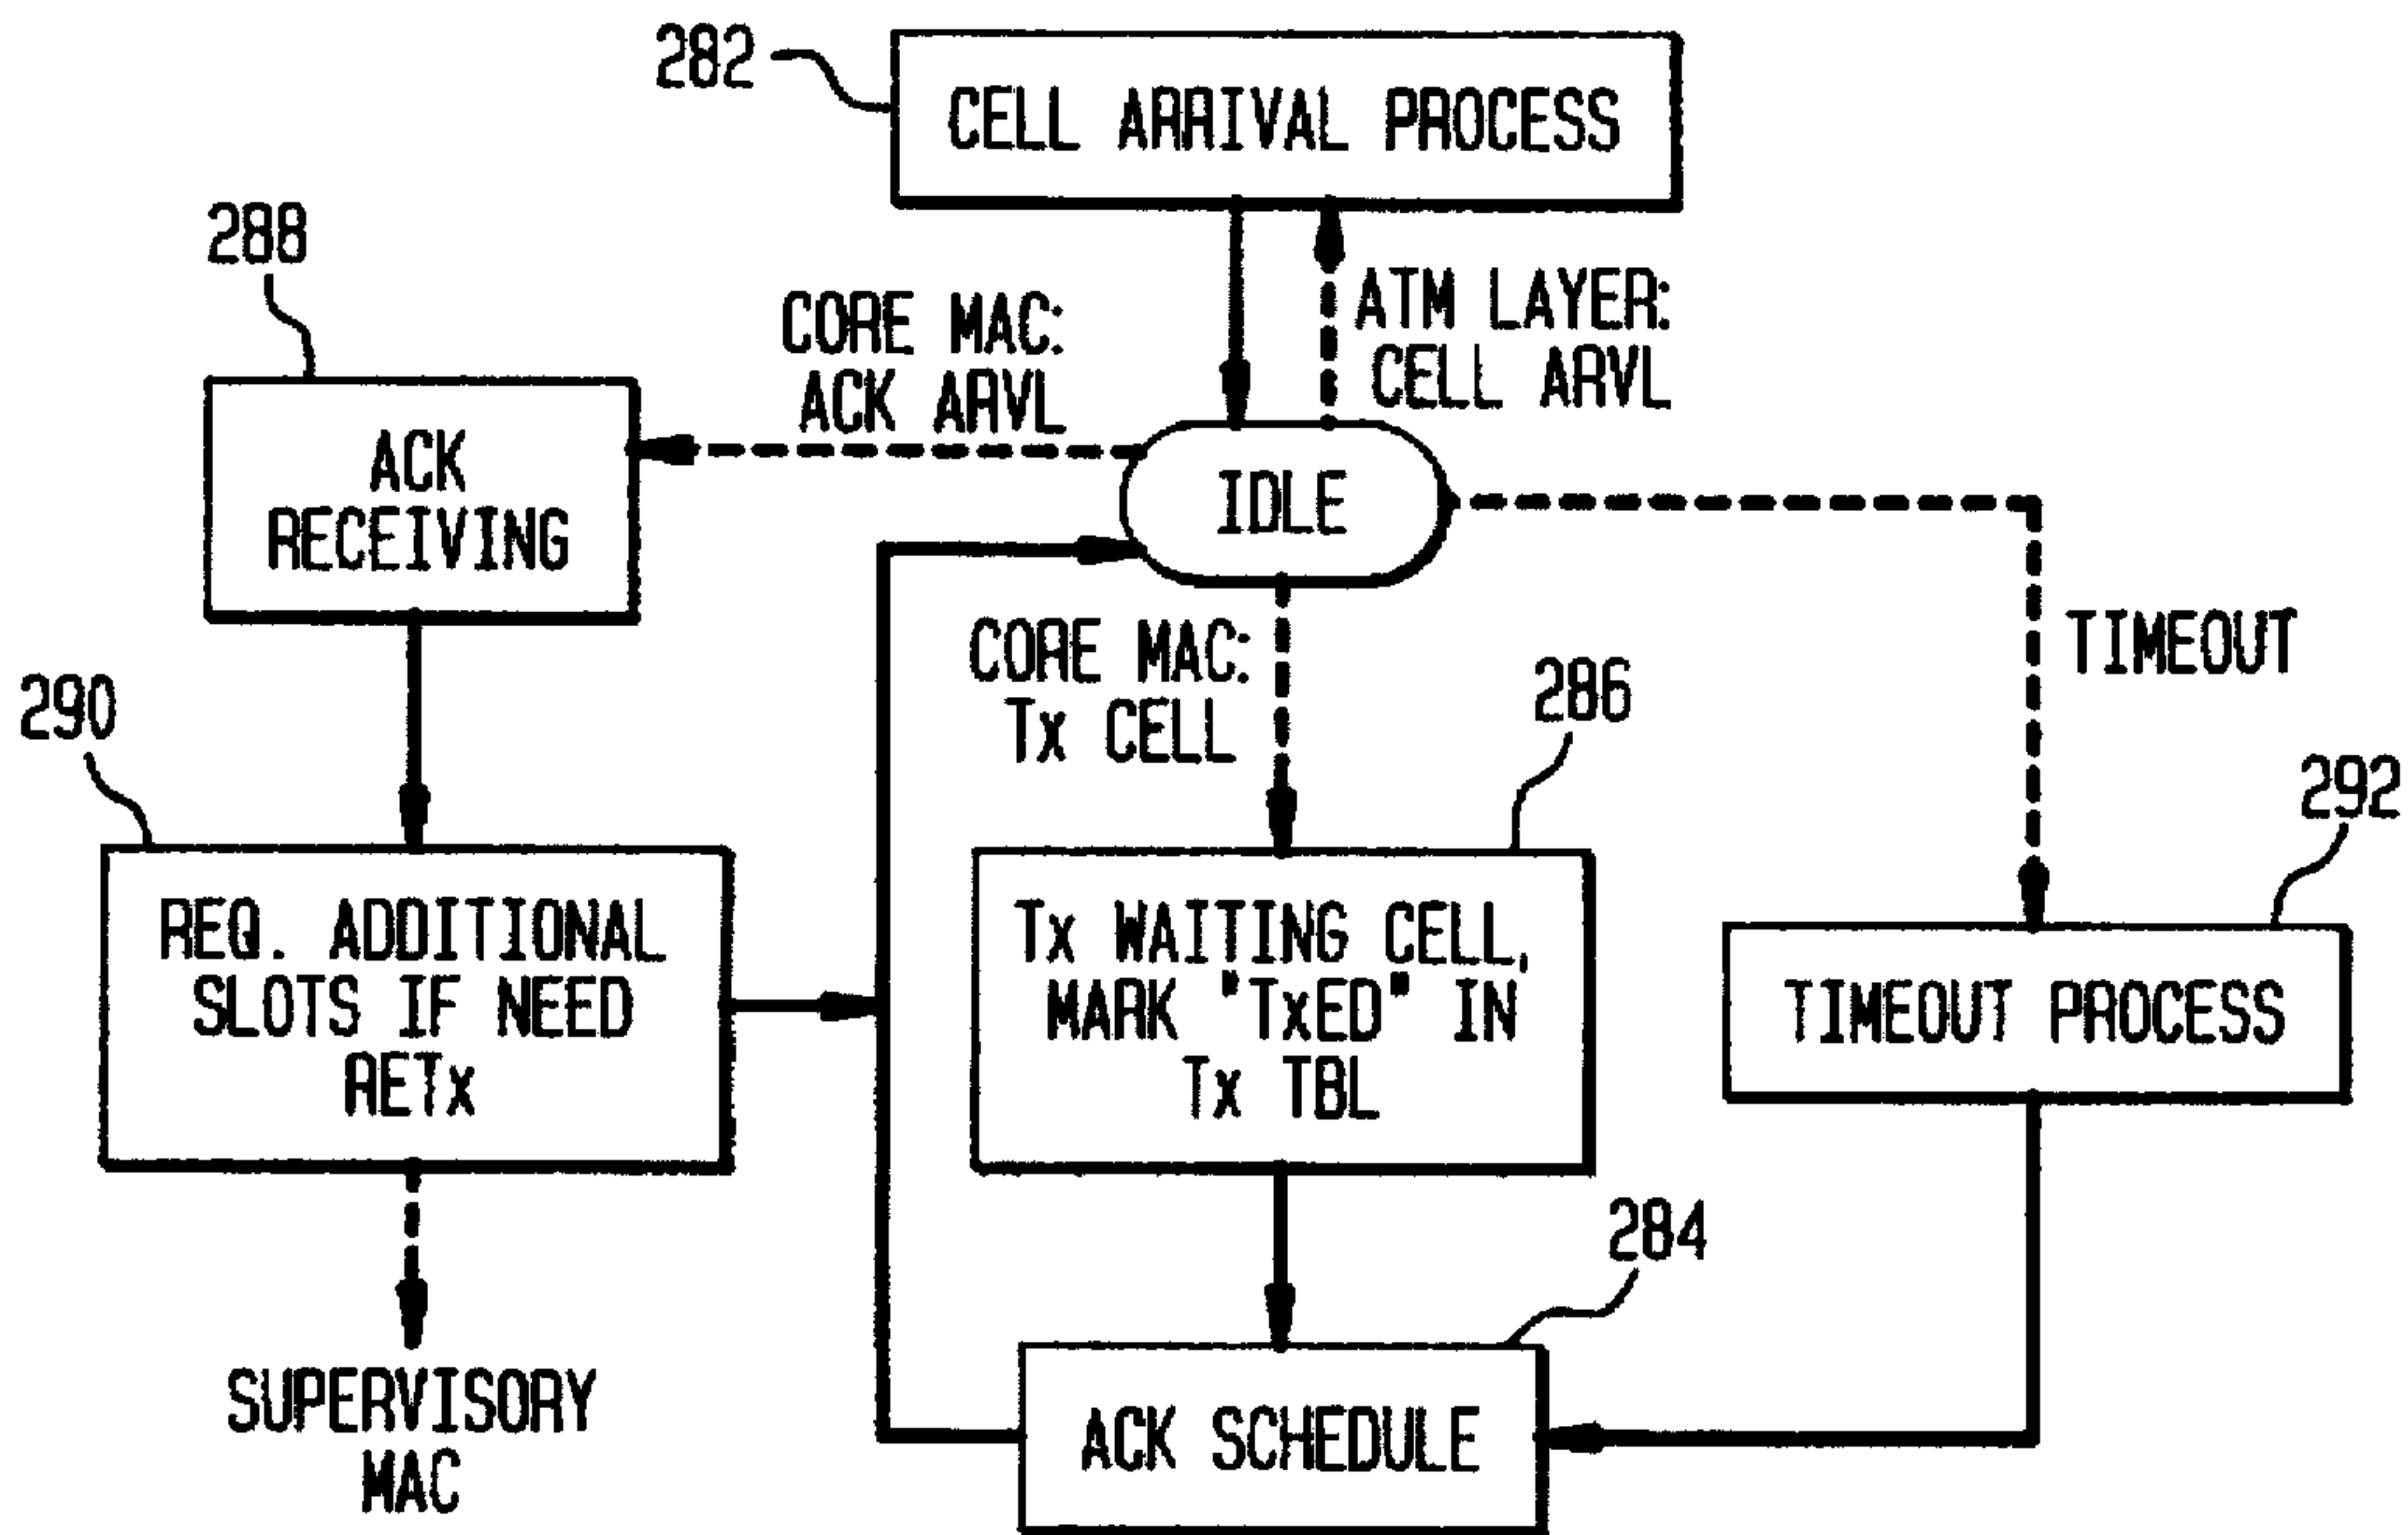 282
CELL ARRIVAL PROCESS
288
CORE MAC:
ACK ARVL
ATM LAYER:
CELL ARVL
ACK
RECEIVING
IDLE
CORE MAC:
Tx CELL
TIMEOUT
290
286
292
REQ. ADDITIONAL
SLOTS IF NEED
RETx
Tx WAITING CELL,
MARK "TxED" IN
Tx TBL
TIMEOUT PROCESS
284
SUPERVISORY
MAC
ACK SCHEDULE